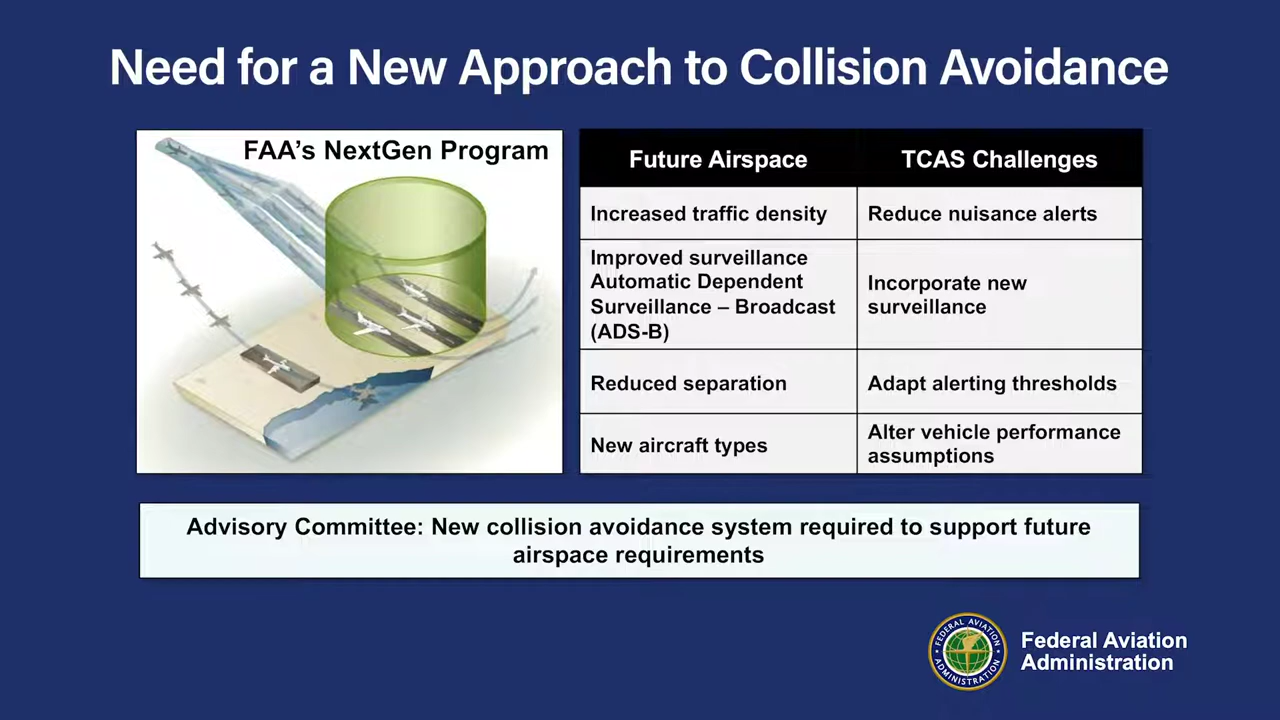 Need for a New Approach to Collision Avoidance
FAA's NextGen Program
Future Airspace
TCAS Challenges
Increased traffic density
Reduce nuisance alerts
Improved surveillance
Automatic Dependent
Surveillance – Broadcast
(ADS-B)
Incorporate new
surveillance
Reduced separation
Adapt alerting thresholds
New aircraft types
Alter vehicle performance
assumptions
Advisory Committee: New collision avoidance system required to support future
airspace requirements
FEDERAL AVIATION
ADMINISTRATION
Federal Aviation
Administration